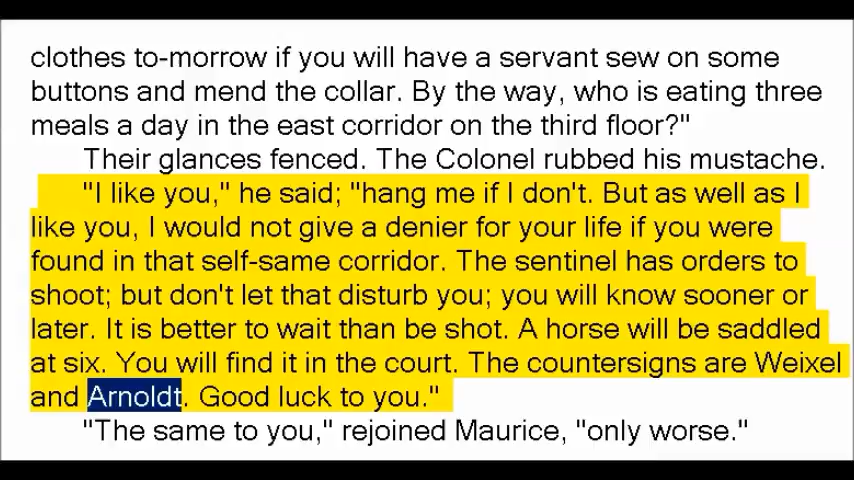 clothes to-morrow if you will have a servant sew on some
buttons and mend the collar. By the way, who is eating three
meals a day in the east corridor on the third floor?"
Their glances fenced. The Colonel rubbed his mustache.
"I like you," he said; "hang me if I don't. But as well as I
like you, I would not give a denier for your life if you were
found in that self-same corridor. The sentinel has orders to
shoot; but don't let that disturb you; you will know sooner or
later. It is better to wait than be shot. A horse will be saddled
at six. You will find it in the court. The countersigns are Weixel
and Arnoldt. Good luck to you."
"The same to you," rejoined Maurice, "only worse."